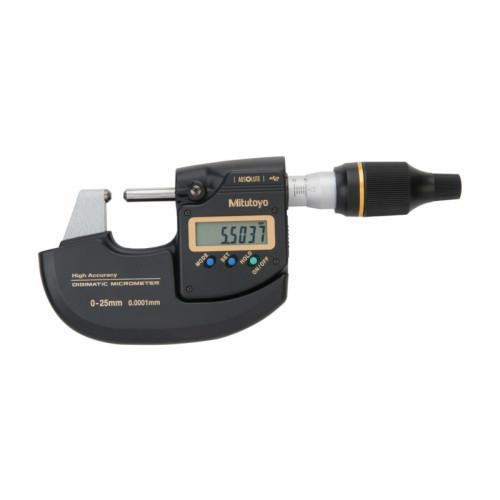 ABSOLUTE
Mitutoyo
5.5037
MODE
SET
HOLD
ON/OFF
High Accuracy
DIGIMATIC MICROMETER
0-25mm 0.0001mm